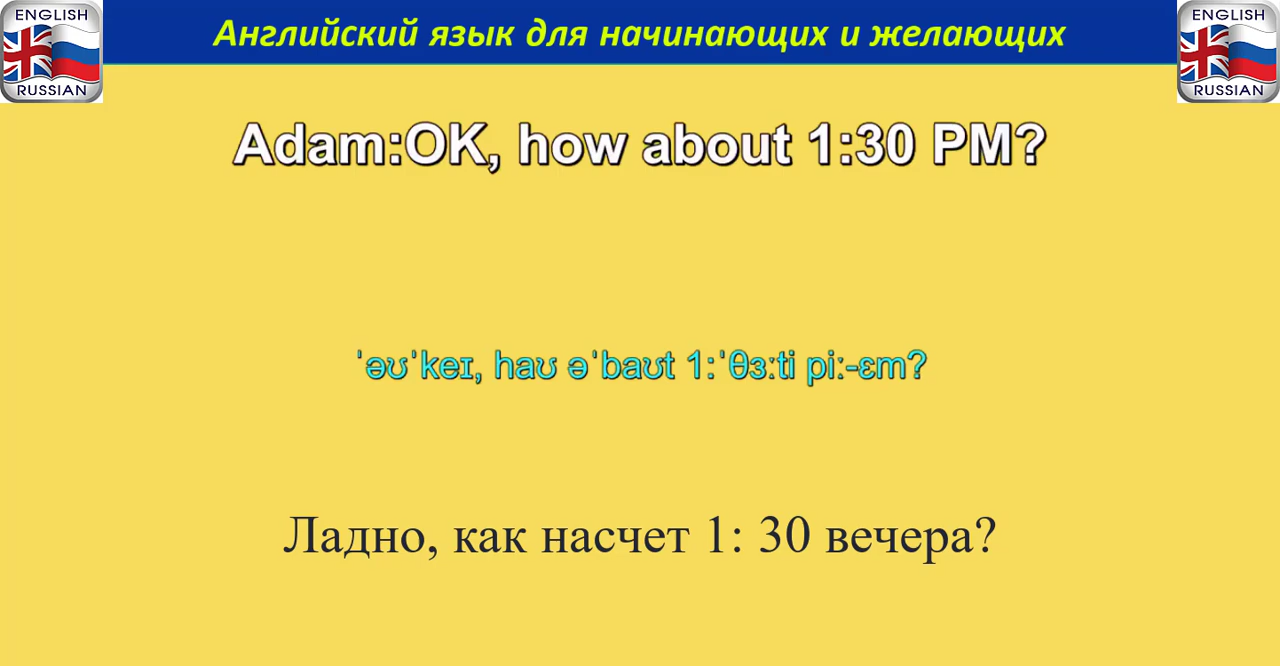 ENGLISH
RUSSIAN
Английский язык для начинающих и желающих
ENGLISH
RUSSIAN
Adam:OK, how about 1:30 PM?
ˈəʊˈkeɪ, haʊ əˈbaʊt 1:ˈθɜːti piː-ɛm?
Ладно, как насчет 1: 30 вечера?